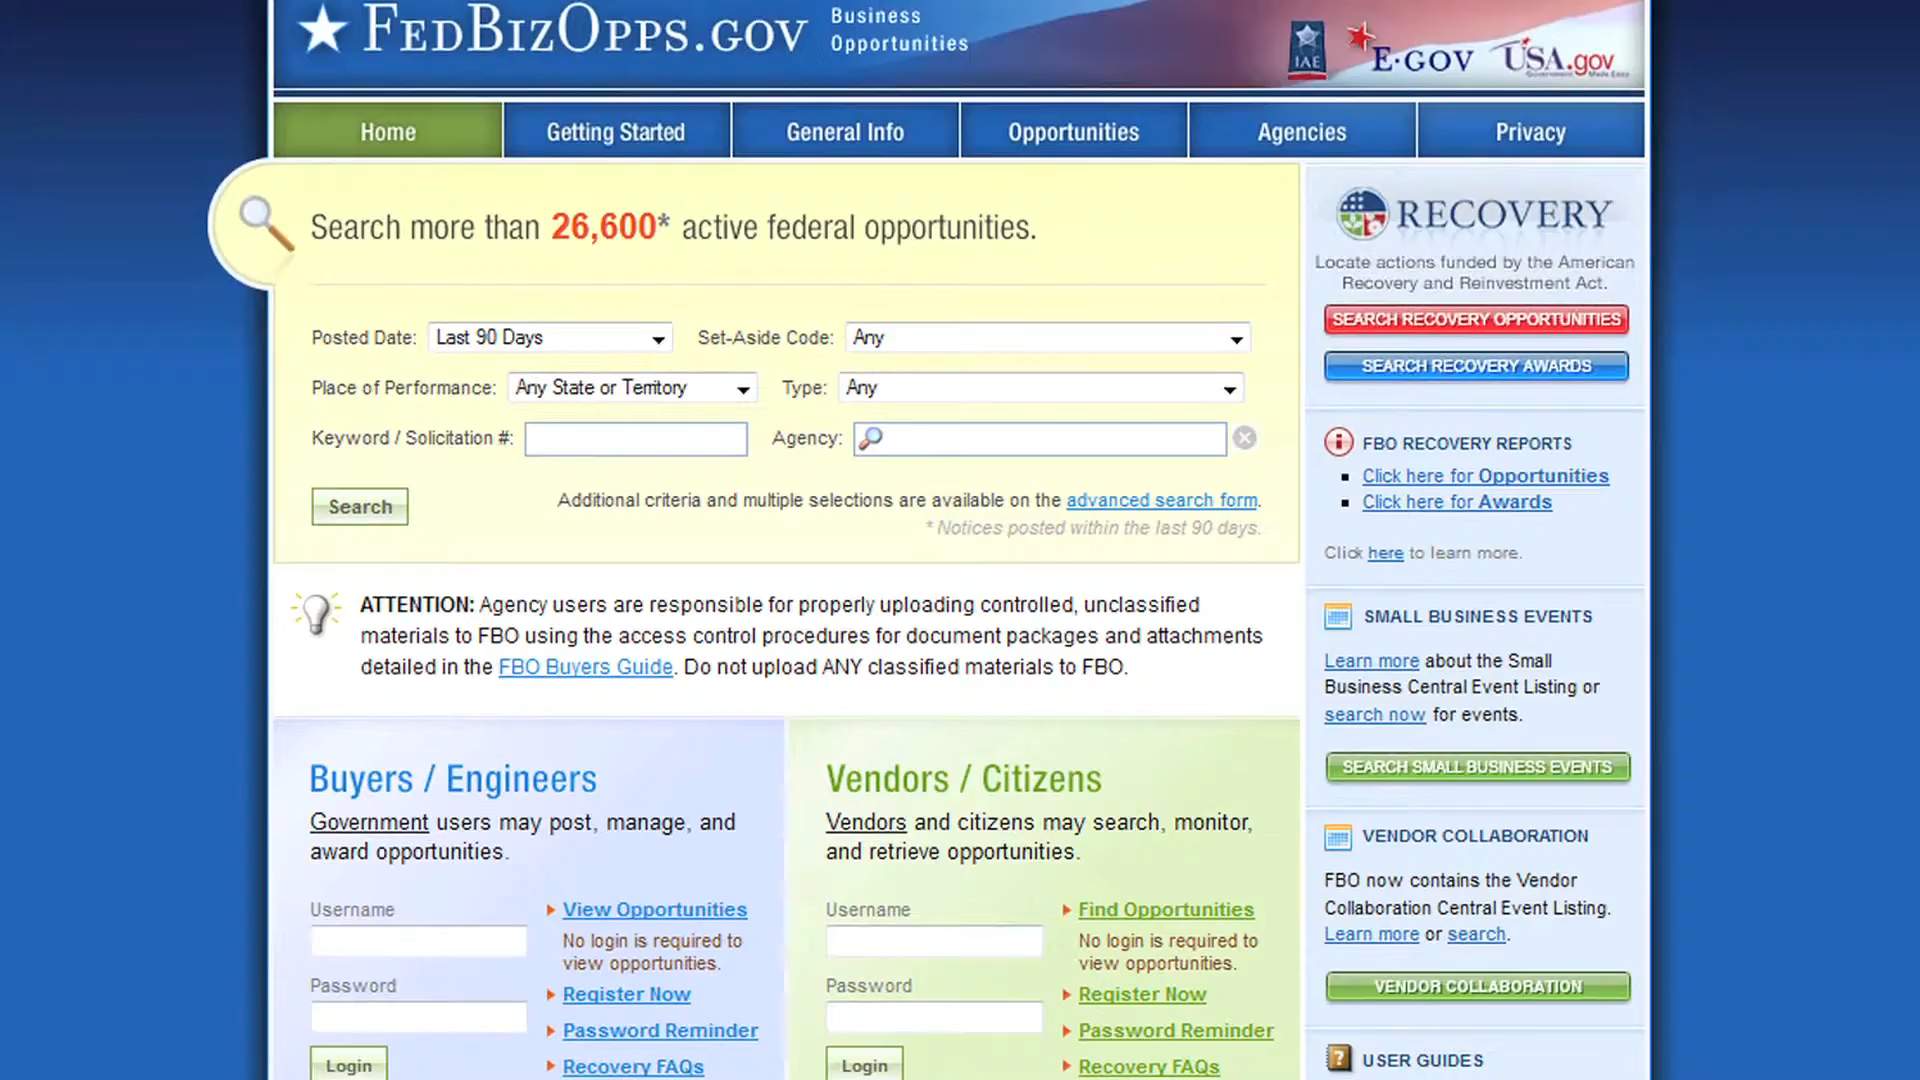 FEDBIZOPPS.GOV
Business
Opportunities
IAE
E·GOV
USA.gov
Home
Getting Started
General Info
Opportunities
Agencies
Privacy
Search more than 26,600* active federal opportunities.
Posted Date: Last 90 Days
Set-Aside Code: Any
Place of Performance: Any State or Territory
Type: Any
Keyword / Solicitation #:
Agency:
Search
Additional criteria and multiple selections are available on the advanced search form.
* Notices posted within the last 90 days.
ATTENTION: Agency users are responsible for properly uploading controlled, unclassified
materials to FBO using the access control procedures for document packages and attachments
detailed in the FBO Buyers Guide. Do not upload ANY classified materials to FBO.
Buyers / Engineers
Government users may post, manage, and
award opportunities.
Username
Password
Login
View Opportunities
No login is required to
view opportunities.
Register Now
Password Reminder
Recovery FAQs
Vendors / Citizens
Vendors and citizens may search, monitor,
and retrieve opportunities.
Username
Password
Login
Find Opportunities
No login is required to
view opportunities.
Register Now
Password Reminder
Recovery FAQs
RECOVERY
Locate actions funded by the American
Recovery and Reinvestment Act.
SEARCH RECOVERY OPPORTUNITIES
SEARCH RECOVERY AWARDS
FBO RECOVERY REPORTS
Click here for Opportunities
Click here for Awards
Click here to learn more.
SMALL BUSINESS EVENTS
Learn more about the Small
Business Central Event Listing or
search now for events.
SEARCH SMALL BUSINESS EVENTS
VENDOR COLLABORATION
FBO now contains the Vendor
Collaboration Central Event Listing.
Learn more or search.
VENDOR COLLABORATION
USER GUIDES